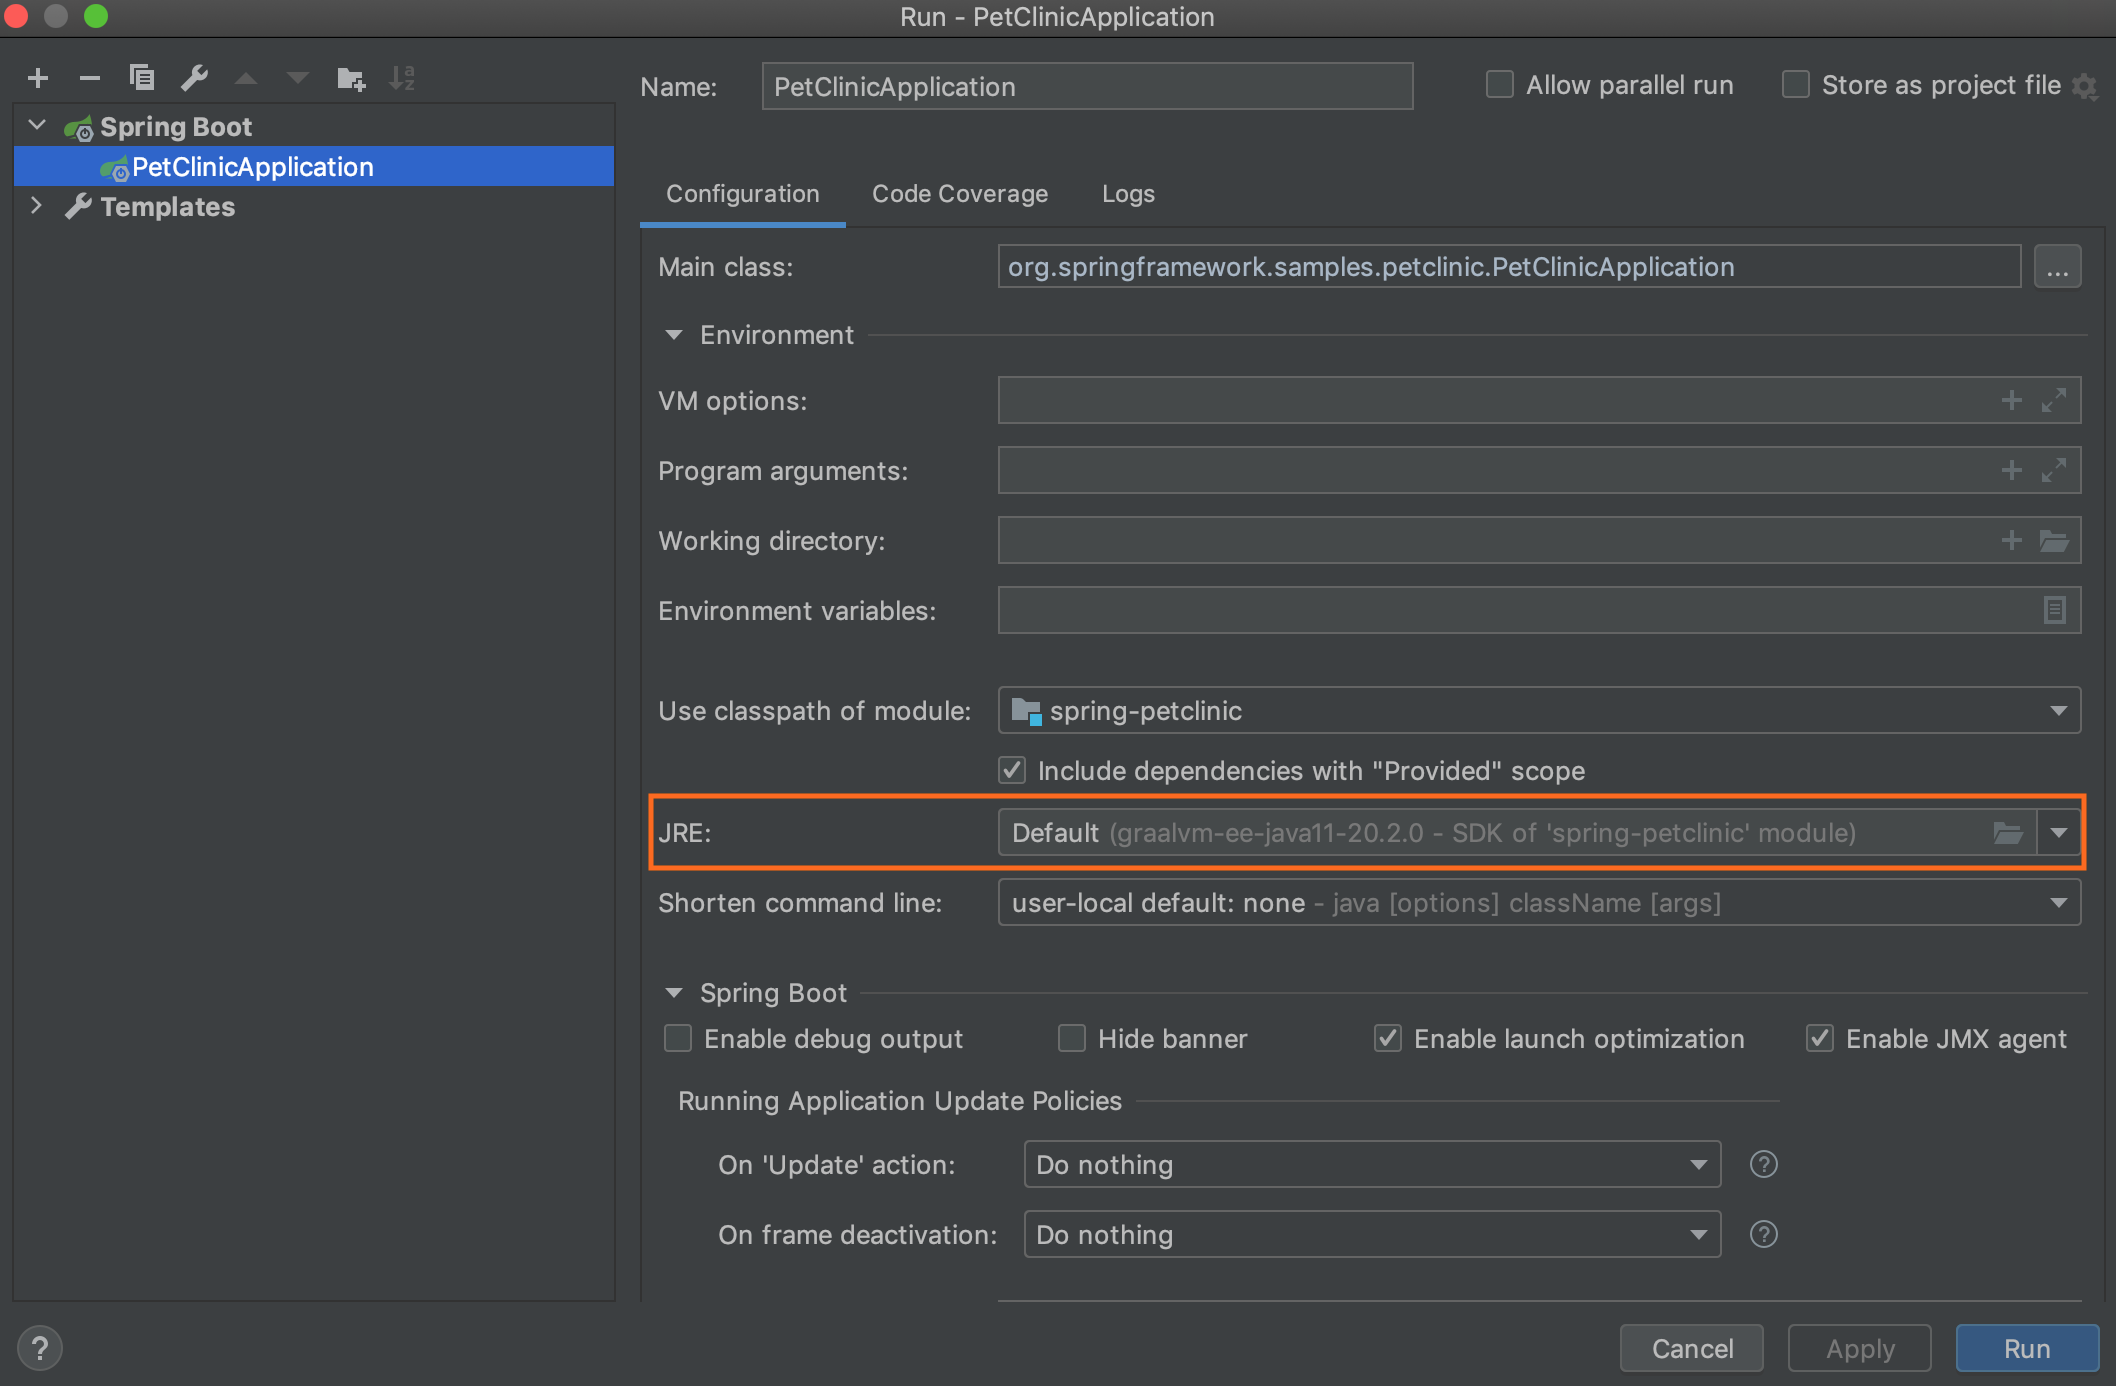 Run - PetClinicApplication
Name: PetClinicApplication Allow parallel run Store as project file
Spring Boot
PetClinicApplication
Templates
Configuration Code Coverage Logs
Main class: org.springframework.samples.petclinic.PetClinicApplication ...
Environment
VM options:
Program arguments:
Working directory:
Environment variables:
Use classpath of module: spring-petclinic
Include dependencies with "Provided" scope
JRE: Default (graalvm-ee-java11-20.2.0 - SDK of 'spring-petclinic' module)
Shorten command line: user-local default: none - java [options] className [args]
Spring Boot
Enable debug output Hide banner Enable launch optimization Enable JMX agent
Running Application Update Policies
On 'Update' action: Do nothing ?
On frame deactivation: Do nothing ?
? Cancel Apply Run